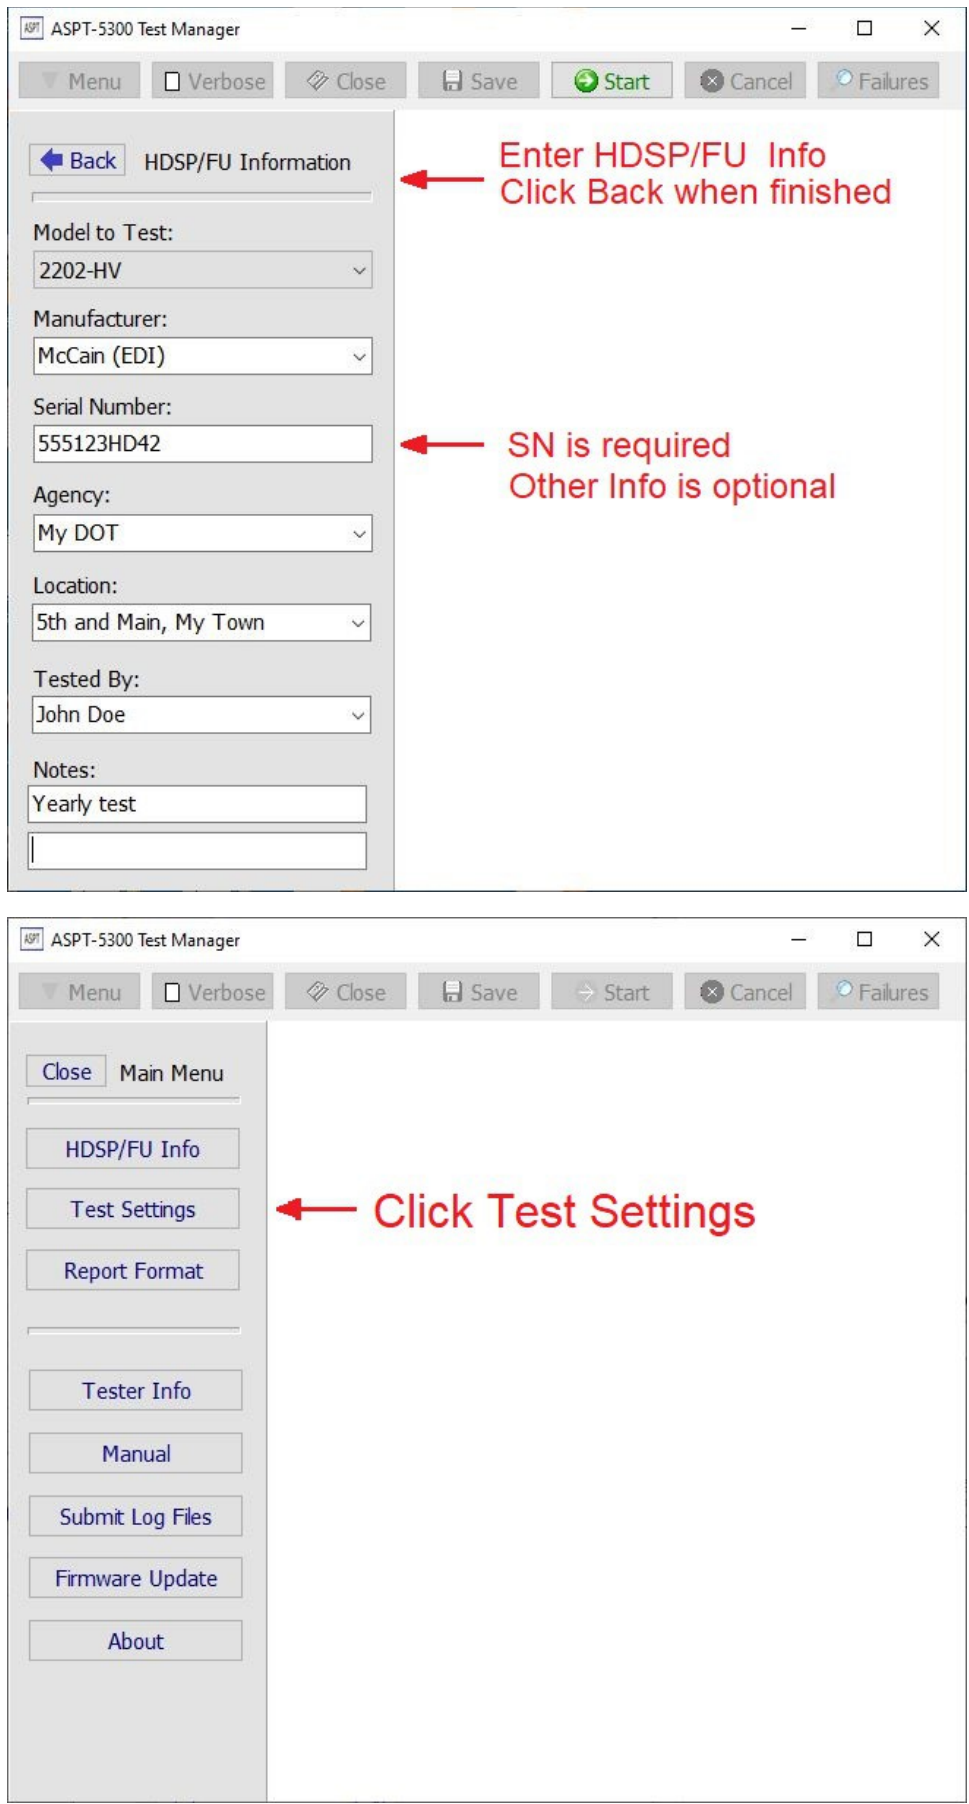 ASPT ASPT-5300 Test Manager
Menu Verbose Close Save Start Cancel Failures
Back HDSP/FU Information
Enter HDSP/FU Info
Click Back when finished
Model to Test:
2202-HV
Manufacturer:
McCain (EDI)
Serial Number:
555123HD42
SN is required
Other Info is optional
Agency:
My DOT
Location:
5th and Main, My Town
Tested By:
John Doe
Notes:
Yearly test
ASPT ASPT-5300 Test Manager
Menu Verbose Close Save Start Cancel Failures
Close Main Menu
HDSP/FU Info
Test Settings
Click Test Settings
Report Format
Tester Info
Manual
Submit Log Files
Firmware Update
About